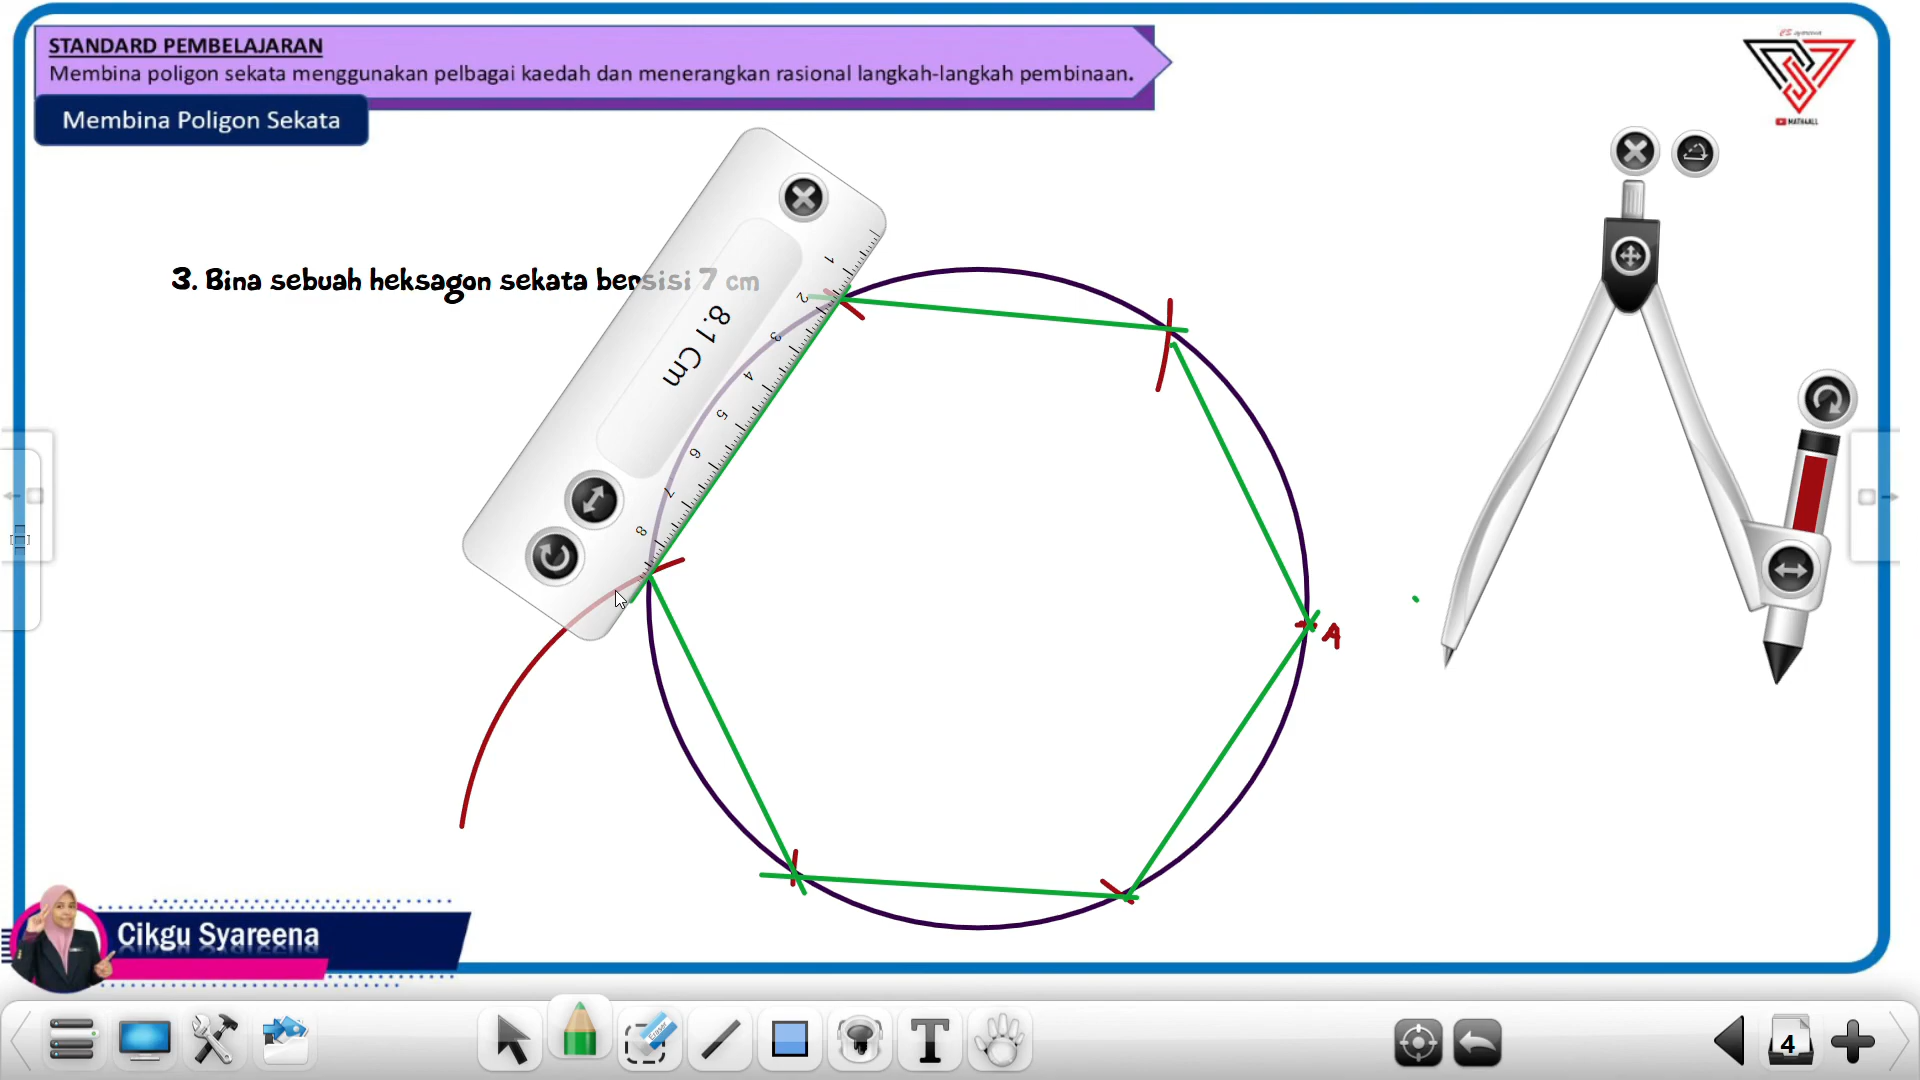 STANDARD PEMBELAJARAN
Membina poligon sekata menggunakan pelbagai kaedah dan menerangkan rasional langkah-langkah pembinaan.
Membina Poligon Sekata
MATH4ALL
3. Bina sebuah heksagon sekata bersisi 7 cm
8.1 Cm
1
2
3
4
5
6
7
8
A
Cikgu Syareena
Eraser
T
4